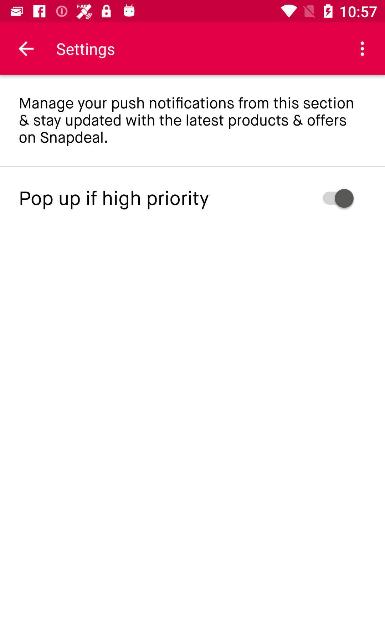 10:57
Settings
Manage your push notifications from this section
& stay updated with the latest products & offers
on Snapdeal.
Pop up if high priority